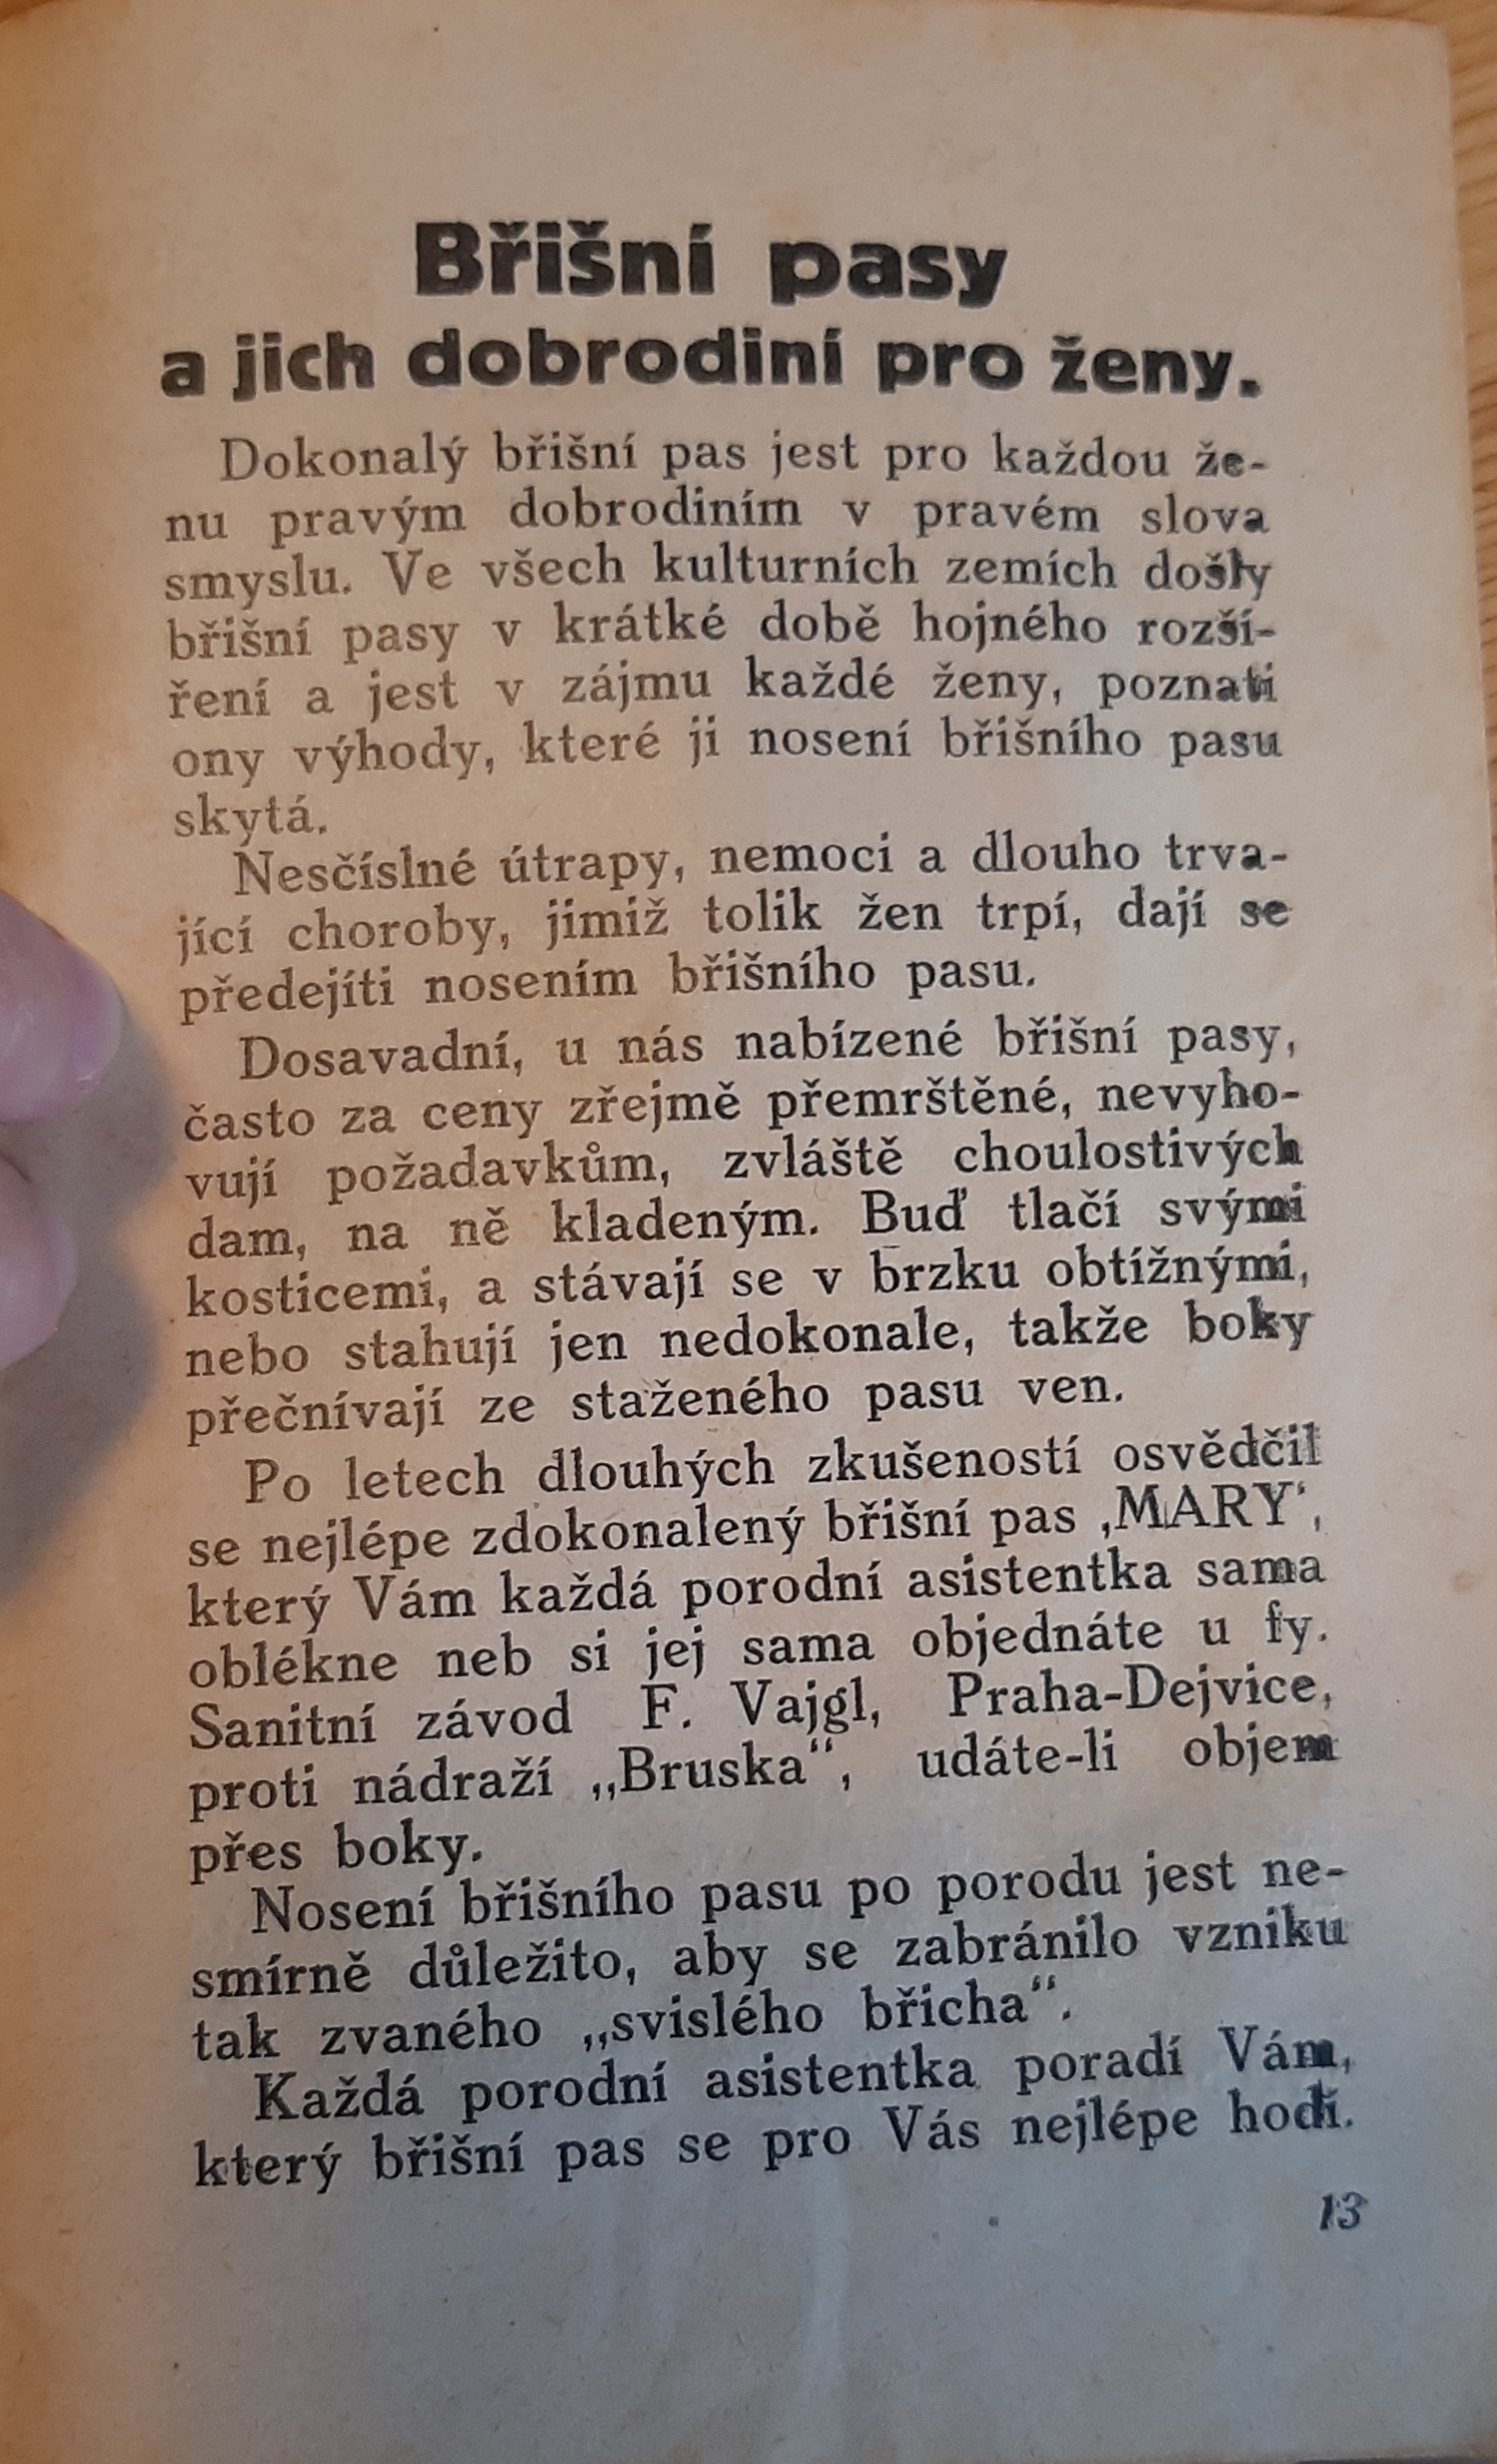 Břišní pasy
a jich dobrodiní pro ženy.
Dokonalý břišní pas jest pro každou že-
nu pravým dobrodiním v pravém slova
smyslu. Ve všech kulturních zemích došly
břišní pasy v krátké době hojného rozší-
ření a jest v zájmu každé ženy, poznati
ony výhody, které ji nosení břišního pasu
skytá.
Nesčíslné útrapy, nemoci a dlouho trva-
jící choroby, jimiž tolik žen trpí, dají se
předejíti nosením břišního pasu.
Dosavadní, u nás nabízené břišní pasy,
často za ceny zřejmě přemrštěné, nevyho-
vují požadavkům, zvláště choulostivých
dam, na ně kladeným. Buď tlačí svými
kosticemi, a stávají se v brzku obtížnými,
nebo stahují jen nedokonale, takže boky
přečnívají ze staženého pasu ven.
Po letech dlouhých zkušeností osvědčil
se nejlépe zdokonalený břišní pas ‚MARY‘,
který Vám každá porodní asistentka sama
oblékne neb si jej sama objednáte u fy.
Sanitní závod F. Vajgl, Praha-Dejvice,
proti nádraží „Bruska“, udáte-li objem
přes boky.
Nosení břišního pasu po porodu jest ne-
smírně důležito, aby se zabránilo vzniku
tak zvaného „svislého břicha“.
Každá porodní asistentka poradí Vám,
který břišní pas se pro Vás nejlépe hodí.
13